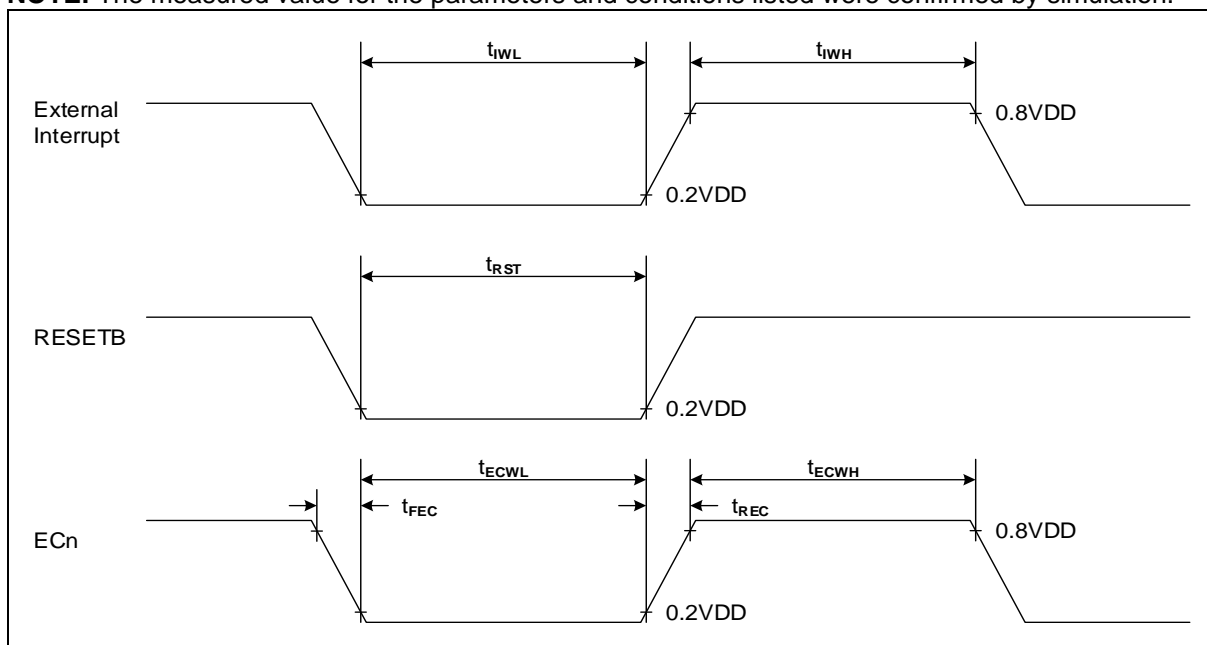 NOTE: The measured value for the parameters and conditions listed were confirmed by simulation.
tIWL
tIWH
External
Interrupt
0.8VDD
0.2VDD
tRST
RESETB
0.2VDD
tECWL
tECWH
tFEC
tREC
ECn
0.8VDD
0.2VDD